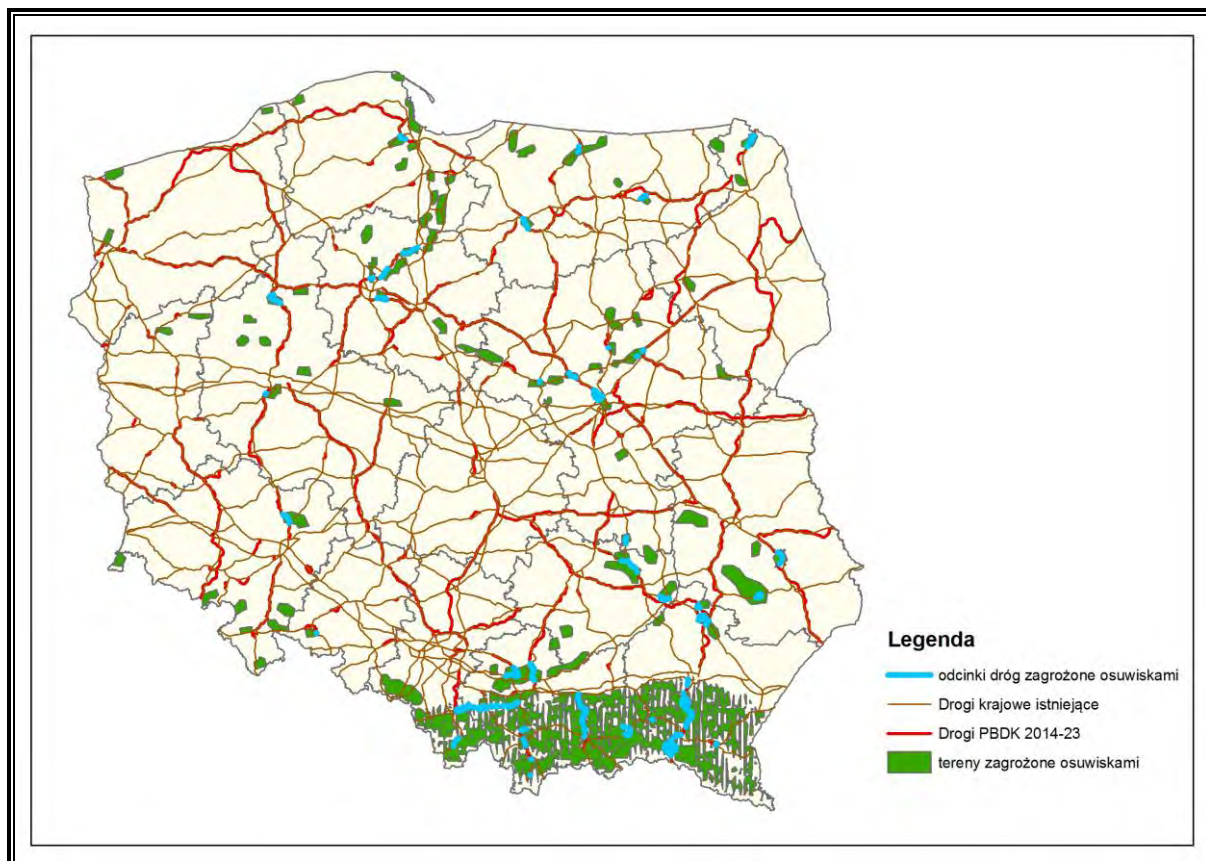 Legenda
odcinki dróg zagrożone osuwiskami
Drogi krajowe istniejące
Drogi PBDK 2014-23
tereny zagrożone osuwiskami